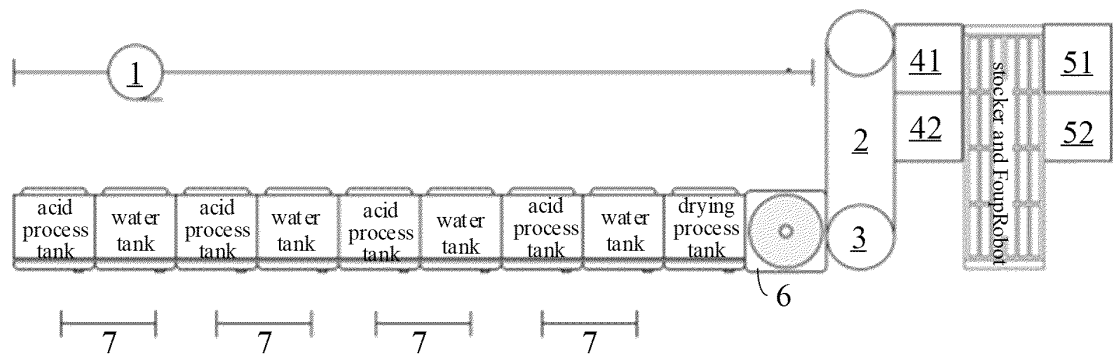 1
41
51
42
52
2
stocker and FoupRobot
acid
process
tank
water
tank
acid
process
tank
water
tank
acid
process
tank
water
tank
acid
process
tank
water
tank
drying
process
tank
3
6
7
7
7
7